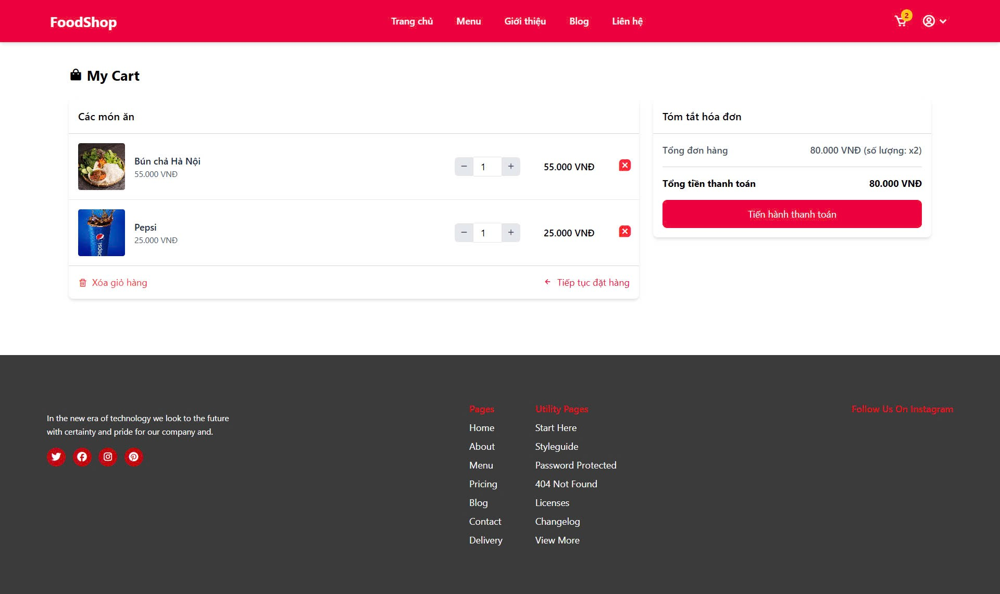 FoodShop
Trang chủ
Menu
Giới thiệu
Blog
Liên hệ
2
My Cart
Các món ăn
Bún chả Hà Nội
55.000 VNĐ
− 1 + 55.000 VNĐ
Pepsi
25.000 VNĐ
pepsi
− 1 + 25.000 VNĐ
Xóa giỏ hàng
Tiếp tục đặt hàng
Tóm tắt hóa đơn
Tổng đơn hàng 80.000 VNĐ (số lượng: x2)
Tổng tiền thanh toán 80.000 VNĐ
Tiến hành thanh toán
In the new era of technology we look to the future
with certainty and pride for our company and.
Pages
Home
About
Menu
Pricing
Blog
Contact
Delivery
Utility Pages
Start Here
Styleguide
Password Protected
404 Not Found
Licenses
Changelog
View More
Follow Us On Instagram